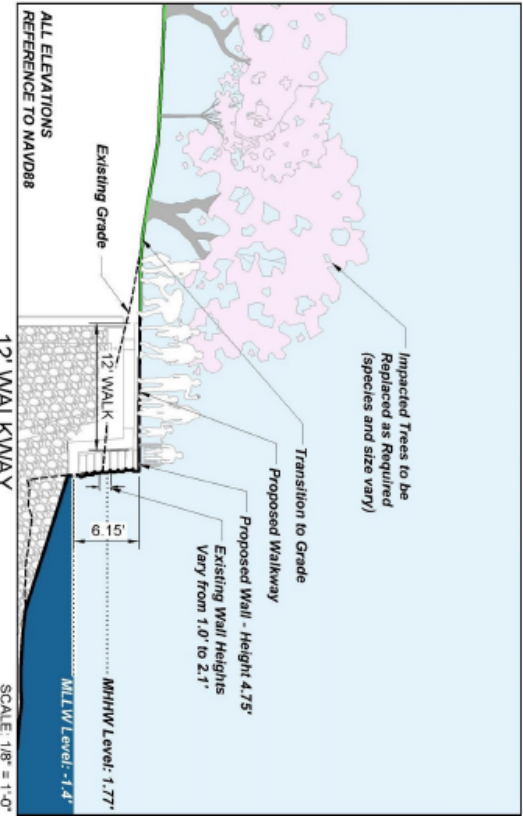 Impacted Trees to be
Replaced as Required
(species and size vary)
Transition to Grade
Proposed Walkway
Proposed Wall - Height 4.75'
Existing Wall Heights
Vary from 1.0' to 2.1'
Existing Grade
12' WALK
6.15'
MHHW Level: 1.77'
MLLW Level: -1.4'
ALL ELEVATIONS
REFERENCE TO NAVD88
12' WALKWAY
SCALE: 1/8" = 1'-0"